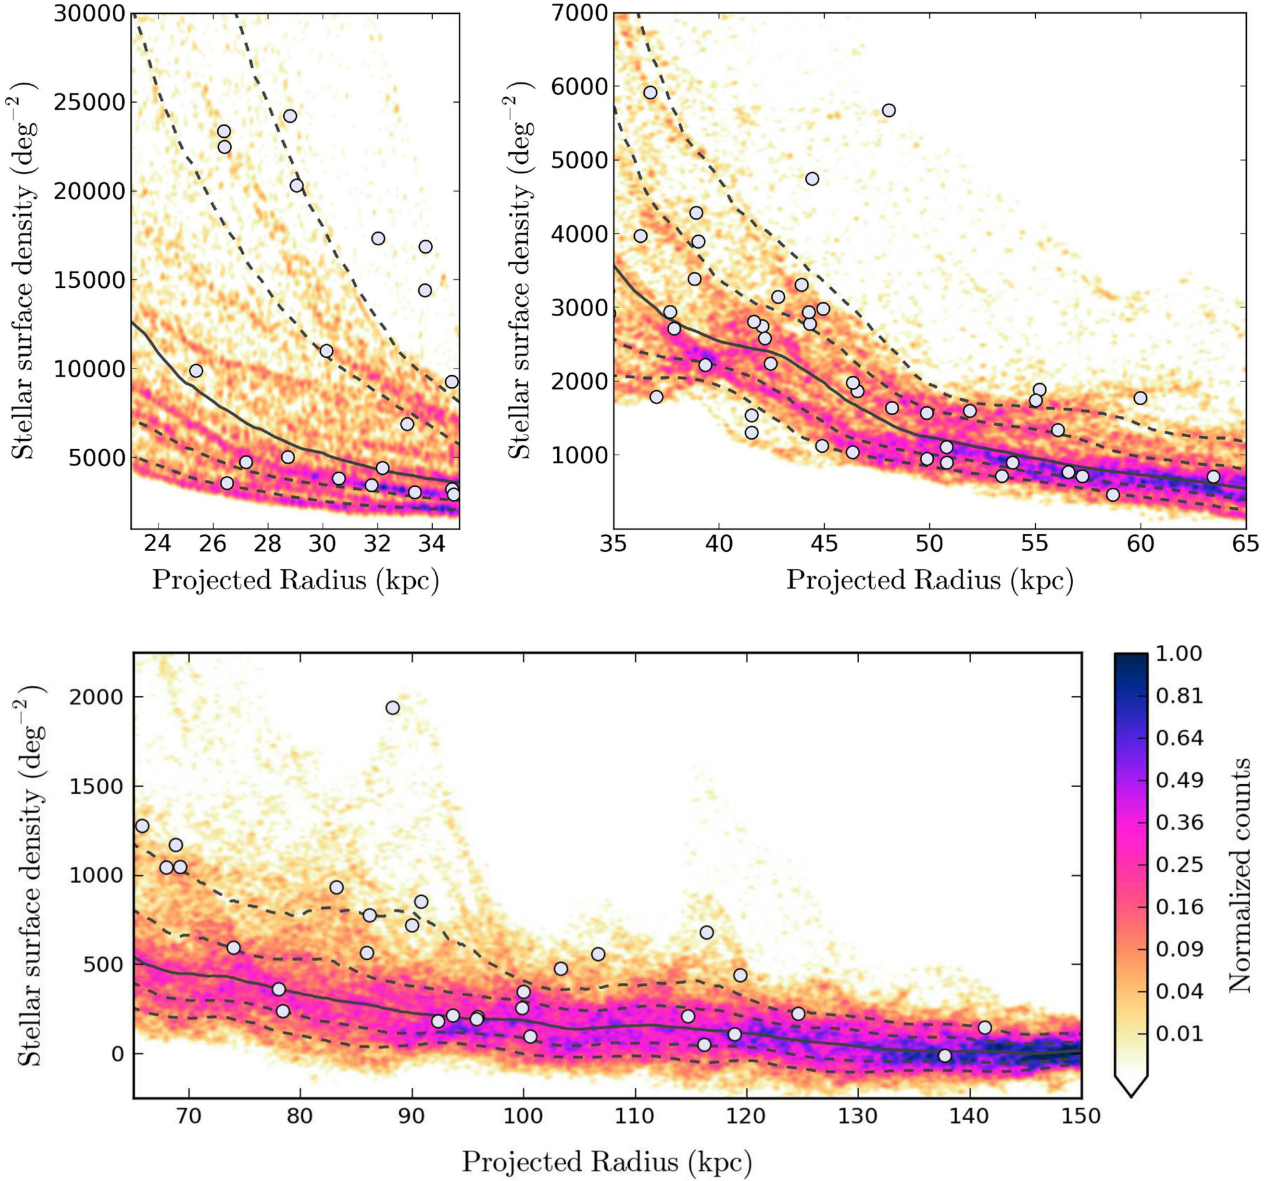 30000
25000
20000
15000
10000
5000
24 26 28 30 32 34
Projected Radius (kpc)
Stellar surface density (deg⁻²)
7000
6000
5000
4000
3000
2000
1000
35 40 45 50 55 60 65
Projected Radius (kpc)
Stellar surface density (deg⁻²)
2000
1500
1000
500
0
70 80 90 100 110 120 130 140 150
Projected Radius (kpc)
Stellar surface density (deg⁻²)
1.00
0.81
0.64
0.49
0.36
0.25
0.16
0.09
0.04
0.01
Normalized counts